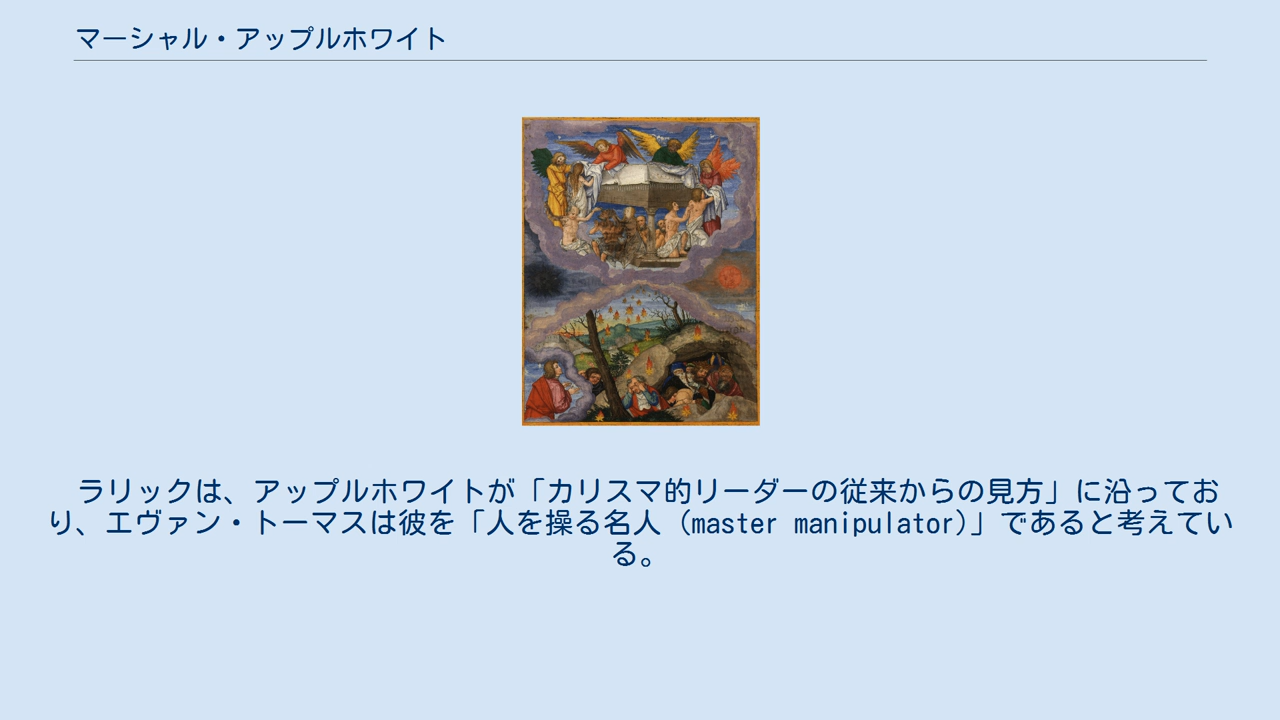 マーシャル・アップルホワイト
ラリックは、アップルホワイトが「カリスマ的リーダーの従来からの見方」に沿ってお
り、エヴァン・トーマスは彼を「人を操る名人（master manipulator）」であると考えてい
る。